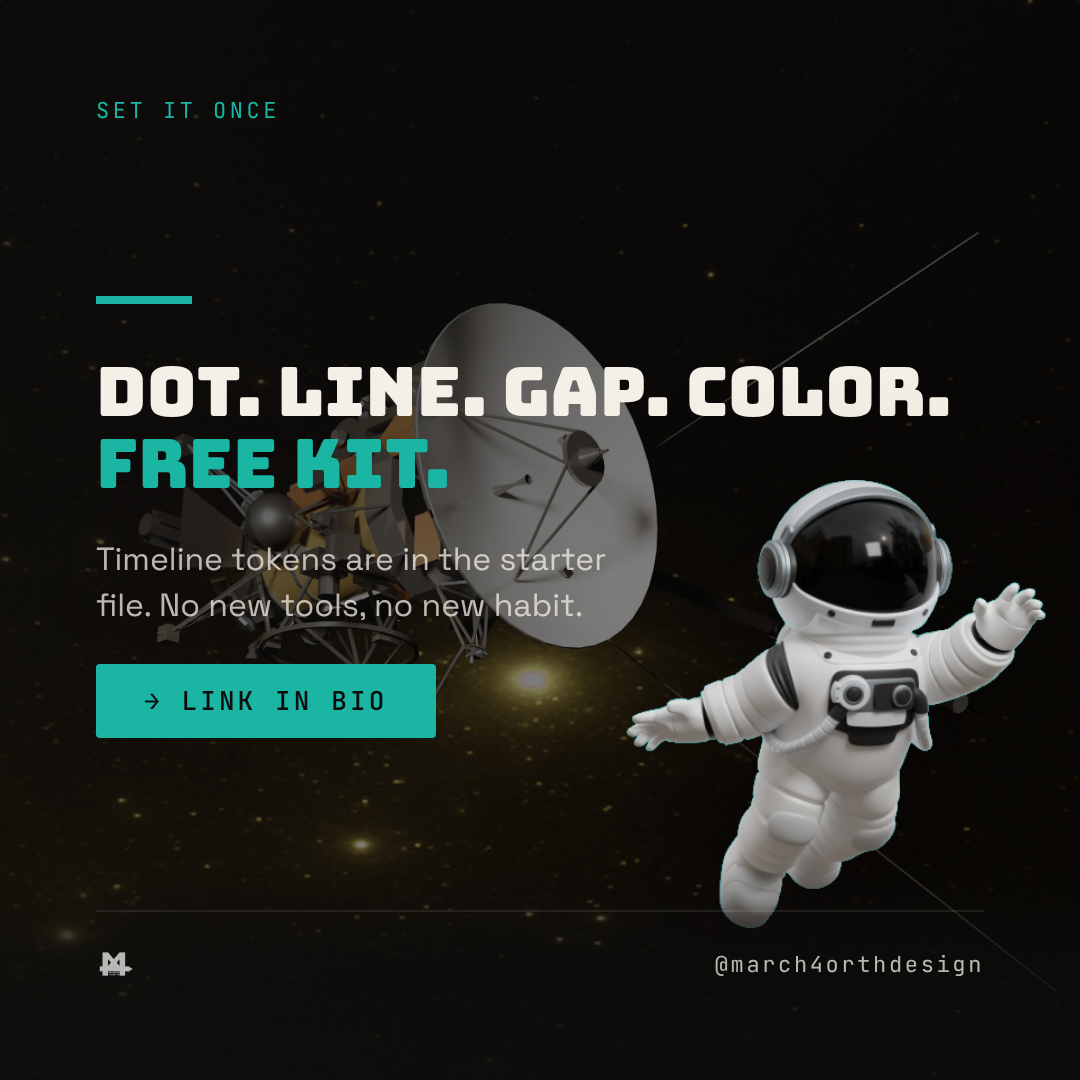 SET IT ONCE
DOT. LINE. GAP. COLOR.
FREE KIT.
Timeline tokens are in the starter
file. No new tools, no new habit.
→ LINK IN BIO
@march4orthdesign